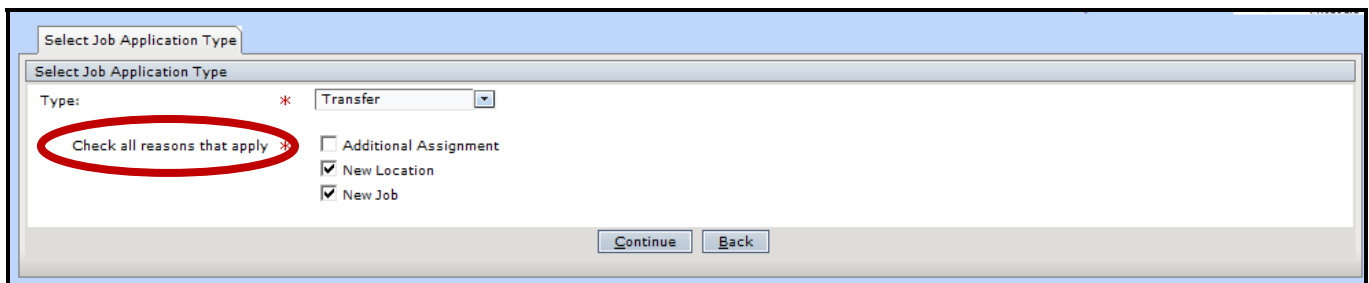 Select Job Application Type
Select Job Application Type
Type: * Transfer
Check all reasons that apply * Additional Assignment
New Location
New Job
Continue Back